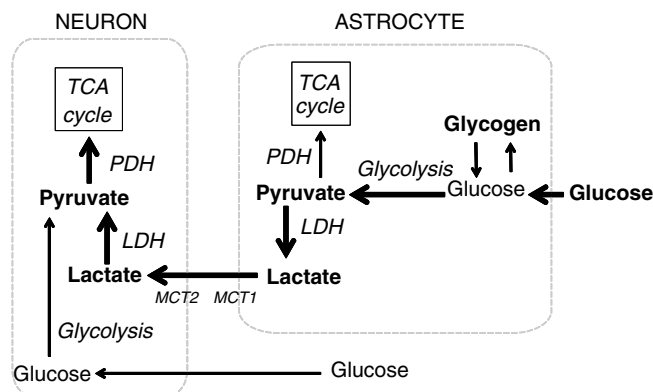 NEURON
ASTROCYTE
TCA
cycle
TCA
cycle
Glycogen
PDH
PDH
Glycolysis
Pyruvate
Pyruvate
Glucose
Glucose
LDH
LDH
Lactate
Lactate
MCT2
MCT1
Glycolysis
Glucose
Glucose